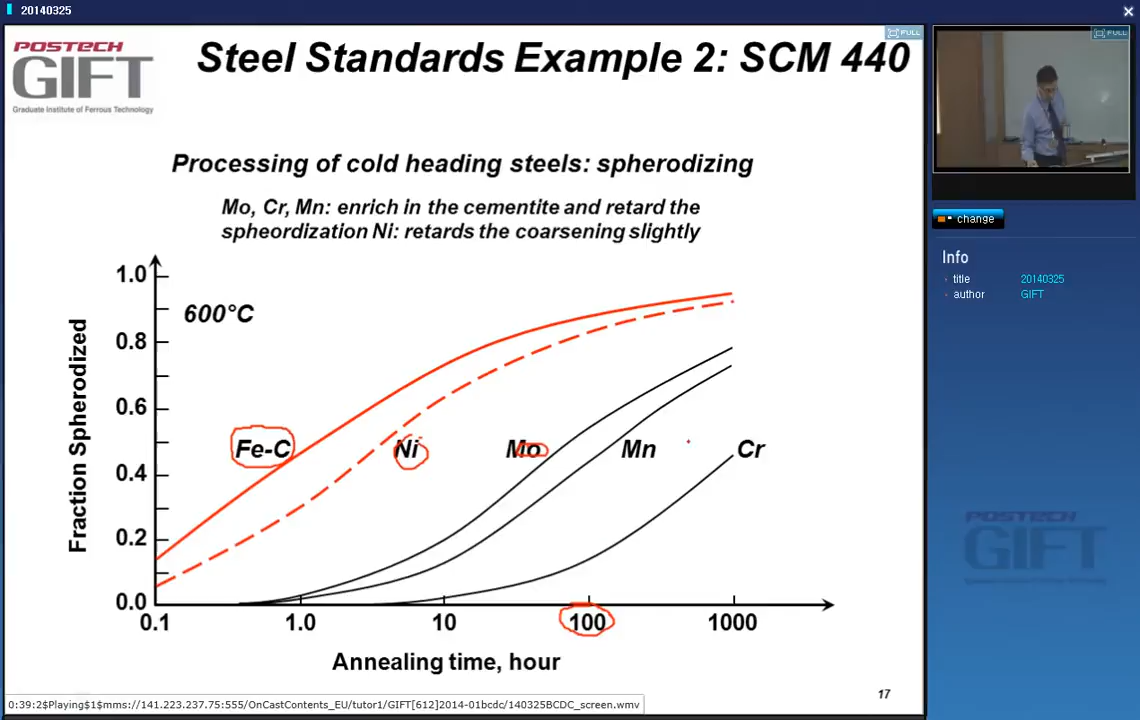 20140325
POSTECH
GIFT
Graduate Institute of Ferrous Technology
Steel Standards Example 2: SCM 440
FULL
FULL
Processing of cold heading steels: spherodizing
Mo, Cr, Mn: enrich in the cementite and retard the
spheordization Ni: retards the coarsening slightly
change
Info
title 20140325
author GIFT
600°C
Fraction Spherodized
1.0
0.8
0.6
0.4
0.2
0.0
Fe-C Ni Mo Mn Cr
0.1 1.0 10 100 1000
Annealing time, hour
17
POSTECH
GIFT
0:39:2$Playing$1$mms://141.223.237.75:555/OnCastContents_EU/tutor1/GIFT[612]2014-01bcdc/140325BCDC_screen.wmv